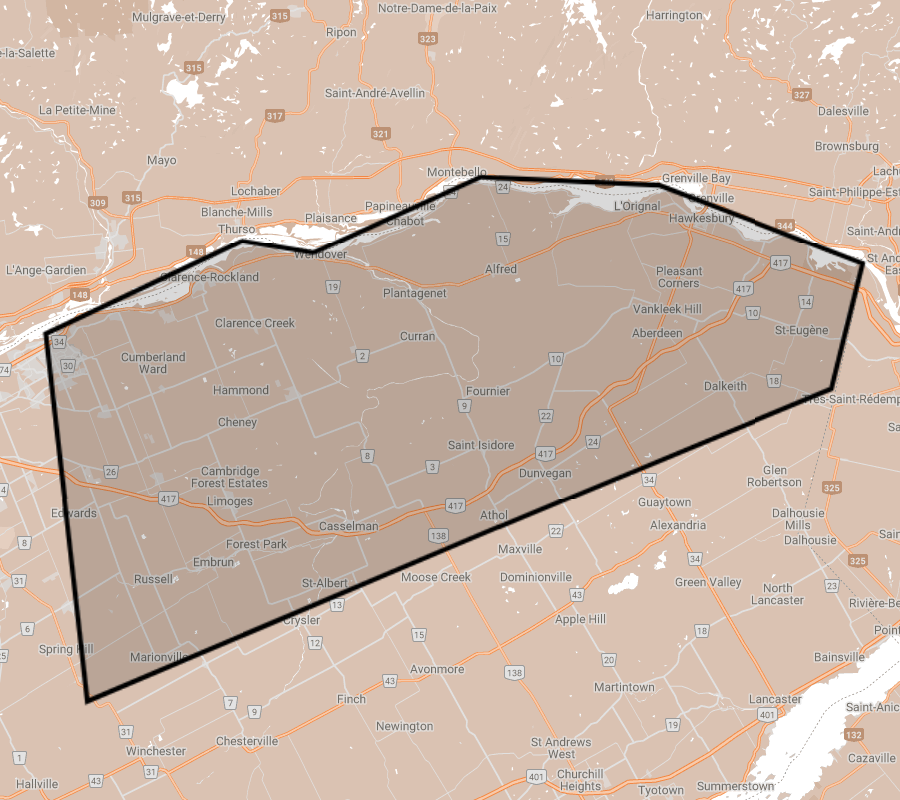 Notre-Dame-de-la-Paix
Mulgrave-et-Derry
315
Harrington
Ripon
323
-la-Salette
315
327
Saint-André-Avellin
La Petite-Mine
317
Dalesville
321
Brownsburg
Mayo
Montebello
Lach
Grenville Bay
24
Lochaber
315
309
Saint-Philippe-Est
Grenville
Papineauville
L'Orignal
Blanche-Mills
Plaisance
Hawkesbury
Chabot
344
Thurso
Saint-André
15
148
Wendover
417
St And
East
L'Ange-Gardien
Clarence-Rockland
Alfred
Pleasant
Corners
19
417
148
Plantagenet
14
Vankleek Hill
10
Clarence Creek
St-Eugène
Curran
Aberdeen
34
Cumberland
Ward
2
10
30
74
18
Dalkeith
Hammond
Fournier
Très-Saint-Rédemp
9
22
Cheney
Saint Isidore
24
8
417
3
26
Cambridge
Forest Estates
Dunvegan
Glen
Robertson
34
325
417
Limoges
417
Guaytown
Edwards
Athol
Dalhousie
Mills
Casselman
Alexandria
22
138
Dalhousie
8
Forest Park
Maxville
325
Embrun
34
31
Russell
St-Albert
Moose Creek
Dominionville
Green Valley
23
43
North
Lancaster
13
Rivière-Be
Crysler
Apple Hill
6
15
18
Point
12
Spring Hill
Marionville
Bainsville
20
Avonmore
138
43
Martintown
Finch
Lancaster
7
9
401
Saint-Anic
Newington
19
31
132
Chesterville
St Andrews
West
Winchester
1
Cazaville
31
43
401
Churchill
Heights
Hallville
Tyotown
Summerstown